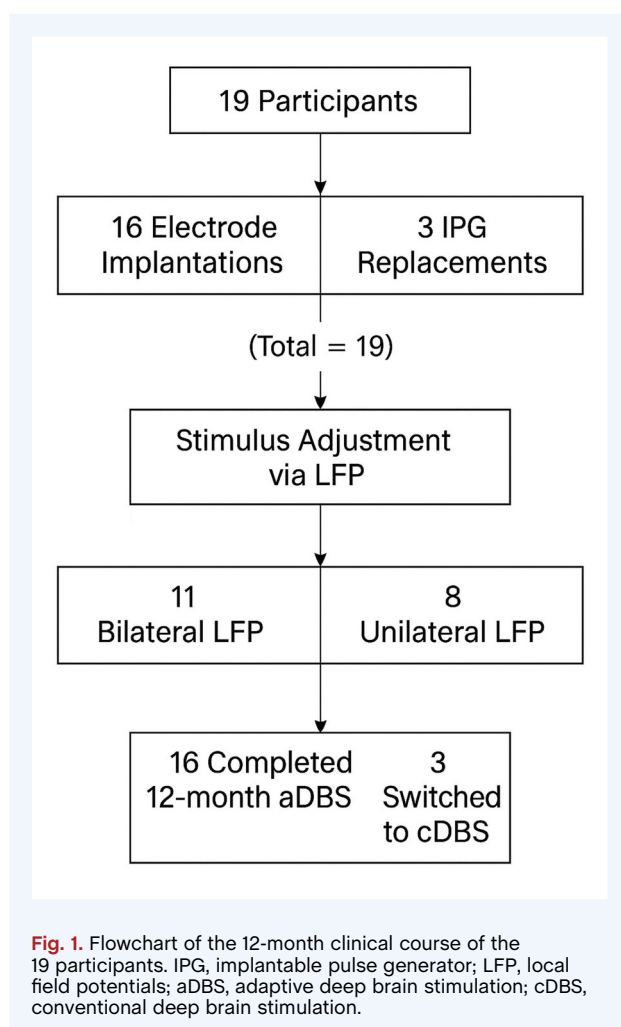 19 Participants
16 Electrode
Implantations
3 IPG
Replacements
(Total = 19)
Stimulus Adjustment
via LFP
11
Bilateral LFP
8
Unilateral LFP
16 Completed
12-month aDBS
3
Switched
to cDBS
Fig. 1. Flowchart of the 12-month clinical course of the
19 participants. IPG, implantable pulse generator; LFP, local
field potentials; aDBS, adaptive deep brain stimulation; cDBS,
conventional deep brain stimulation.